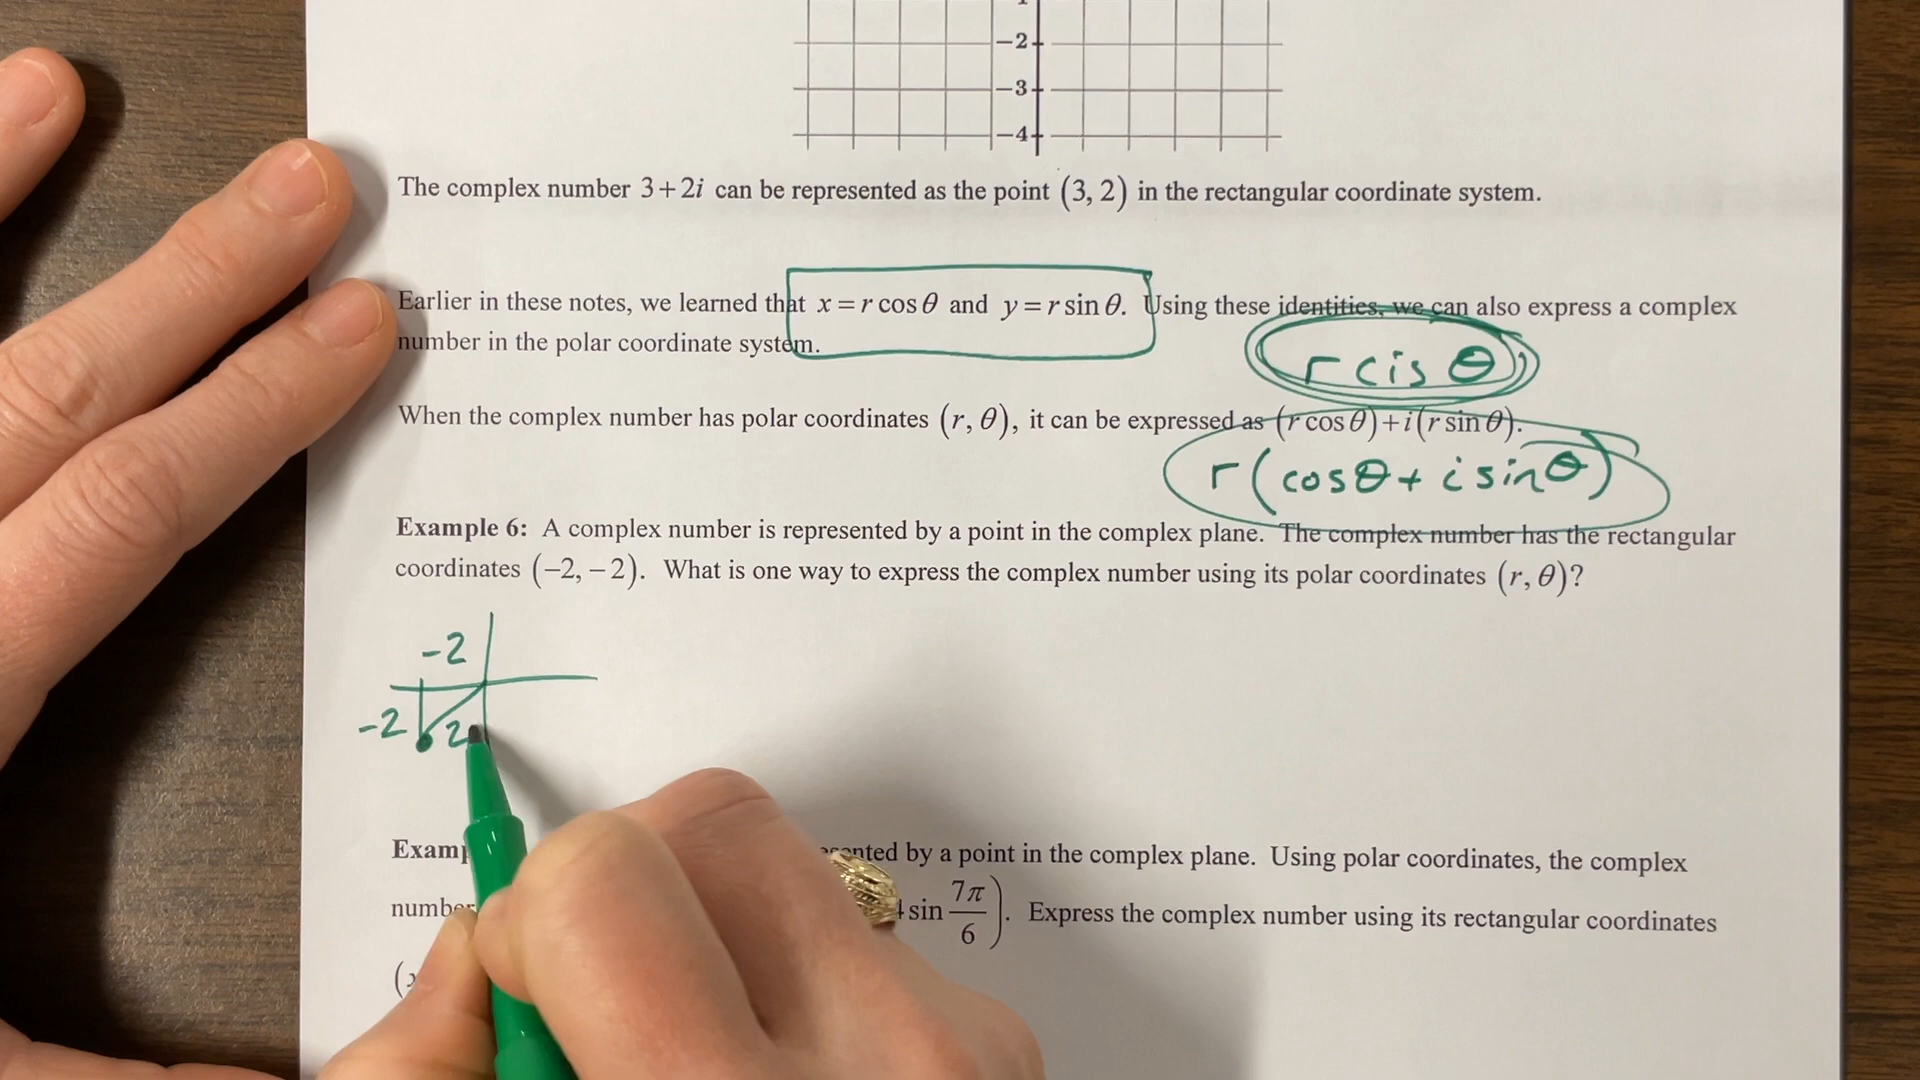 -2
-3
-4
The complex number 3+2i can be represented as the point (3, 2) in the rectangular coordinate system.
Earlier in these notes, we learned that x = r cos θ and y = r sin θ. Using these identities, we can also express a complex
number in the polar coordinate system.
r cis θ
When the complex number has polar coordinates (r, θ), it can be expressed as (r cos θ)+i(r sin θ).
r(cosθ + i sinθ)
Example 6: A complex number is represented by a point in the complex plane. The complex number has the rectangular
coordinates (−2, −2). What is one way to express the complex number using its polar coordinates (r, θ)?
-2
-2 2
by a point in the complex plane. Using polar coordinates, the complex
sin 7π/6). Express the complex number using its rectangular coordinates